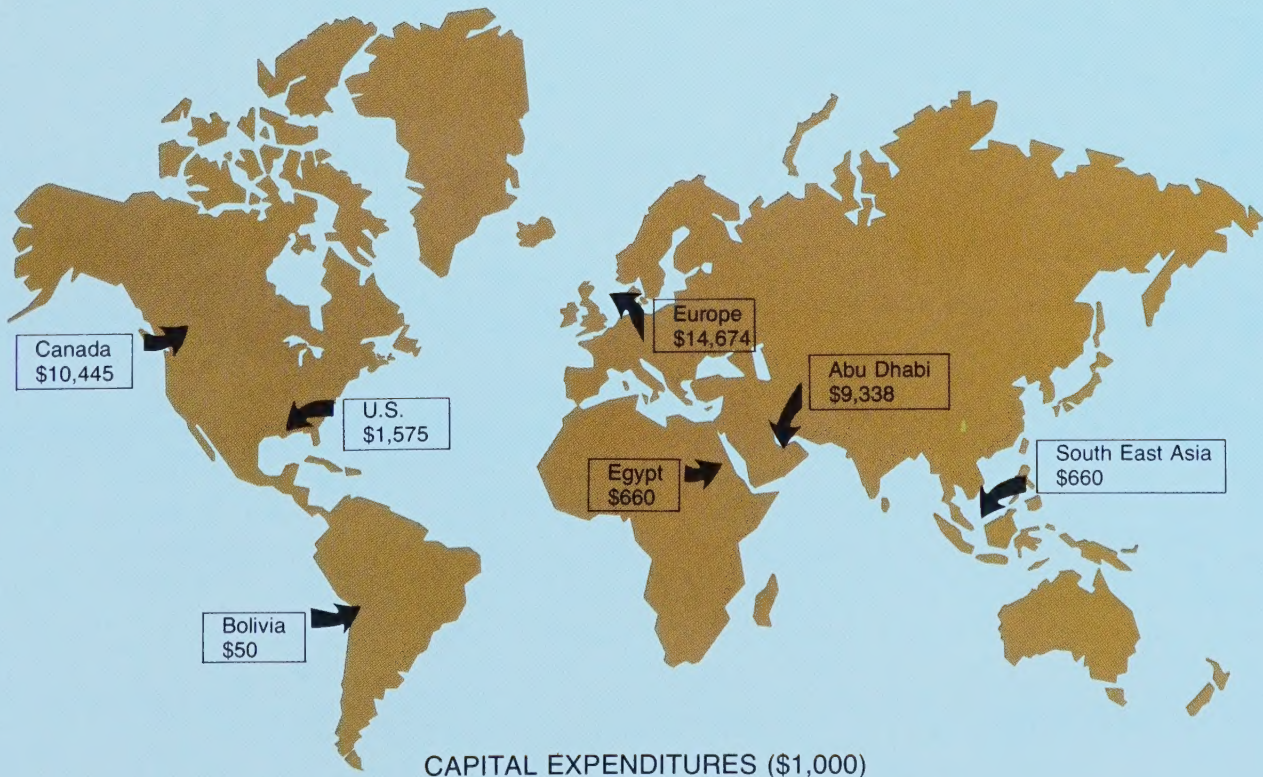 Canada
$10,445
U.S.
$1,575
Bolivia
$50
Europe
$14,674
Abu Dhabi
$9,338
Egypt
$660
South East Asia
$660
CAPITAL EXPENDITURES ($1,000)